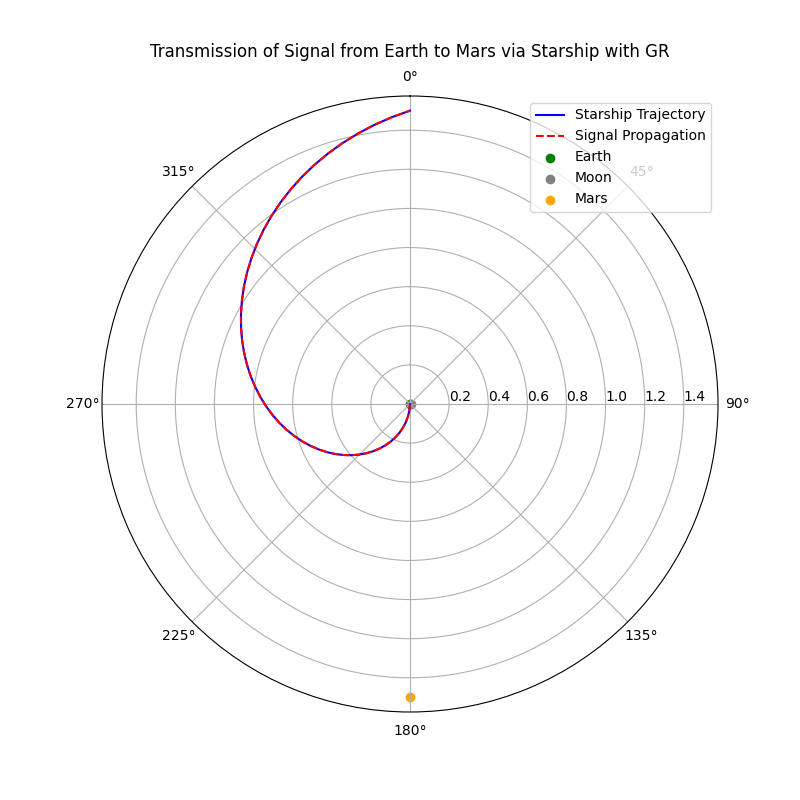 Transmission of Signal from Earth to Mars via Starship with GR
0°
Starship Trajectory
Signal Propagation
Earth
Moon
Mars
315°
45°
270°
0.2 0.4 0.6 0.8 1.0 1.2 1.4
90°
225°
135°
180°